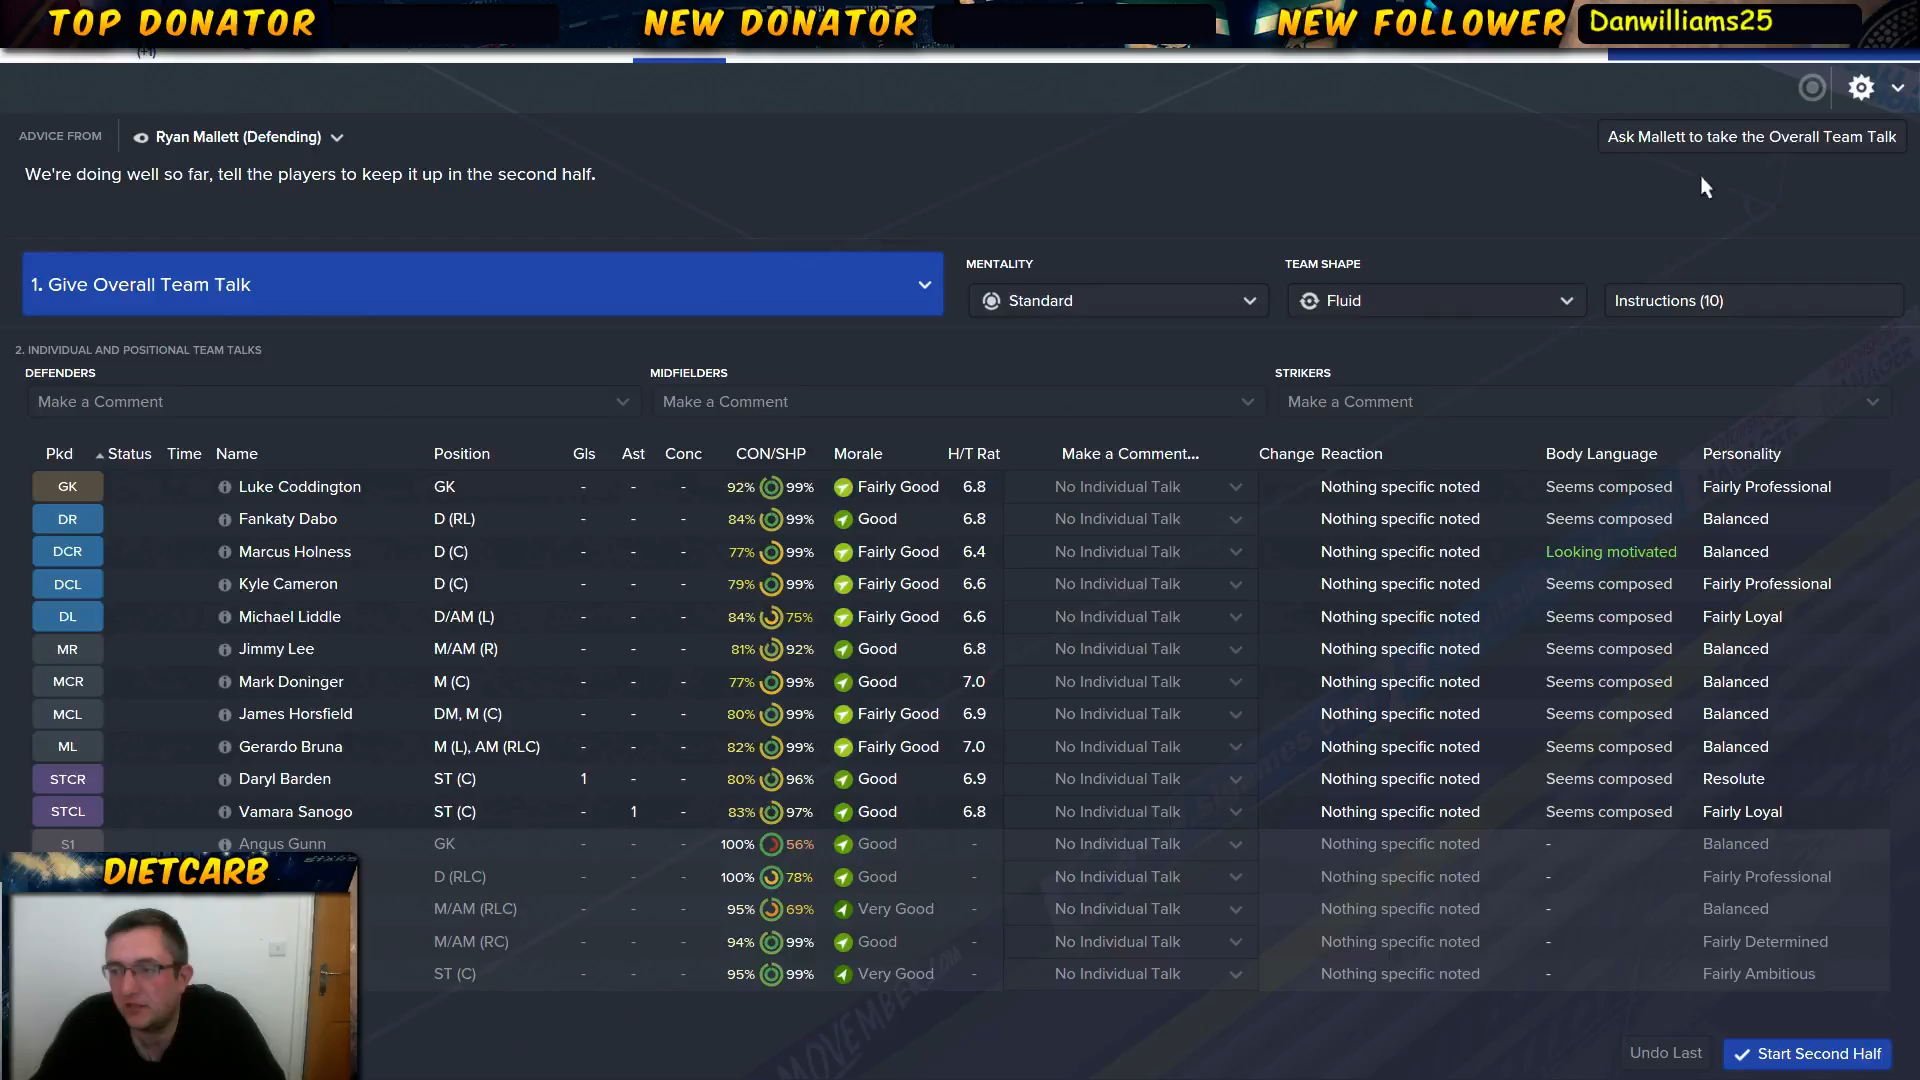 TOP DONATOR
NEW DONATOR
NEW FOLLOWER
Danwilliams25
(+1)
ADVICE FROM
Ryan Mallett (Defending)
Ask Mallett to take the Overall Team Talk
We're doing well so far, tell the players to keep it up in the second half.
1. Give Overall Team Talk
MENTALITY
Standard
TEAM SHAPE
Fluid
Instructions (10)
2. INDIVIDUAL AND POSITIONAL TEAM TALKS
DEFENDERS
MIDFIELDERS
STRIKERS
Make a Comment
Make a Comment
Make a Comment
Pkd Status Time Name Position Gls Ast Conc CON/SHP Morale H/T Rat Make a Comment... Change Reaction Body Language Personality
GK Luke Coddington GK - - - 92% 99% Fairly Good 6.8 No Individual Talk Nothing specific noted Seems composed Fairly Professional
DR Fankaty Dabo D (RL) - - - 84% 99% Good 6.8 No Individual Talk Nothing specific noted Seems composed Balanced
DCR Marcus Holness D (C) - - - 77% 99% Fairly Good 6.4 No Individual Talk Nothing specific noted Looking motivated Balanced
DCL Kyle Cameron D (C) - - - 79% 99% Fairly Good 6.6 No Individual Talk Nothing specific noted Seems composed Fairly Professional
DL Michael Liddle D/AM (L) - - - 84% 75% Fairly Good 6.6 No Individual Talk Nothing specific noted Seems composed Fairly Loyal
MR Jimmy Lee M/AM (R) - - - 81% 92% Good 6.8 No Individual Talk Nothing specific noted Seems composed Balanced
MCR Mark Doninger M (C) - - - 77% 99% Good 7.0 No Individual Talk Nothing specific noted Seems composed Balanced
MCL James Horsfield DM, M (C) - - - 80% 99% Fairly Good 6.9 No Individual Talk Nothing specific noted Seems composed Balanced
ML Gerardo Bruna M (L), AM (RLC) - - - 82% 99% Fairly Good 7.0 No Individual Talk Nothing specific noted Seems composed Balanced
STCR Daryl Barden ST (C) 1 - - 80% 96% Good 6.9 No Individual Talk Nothing specific noted Seems composed Resolute
STCL Vamara Sanogo ST (C) - 1 - 83% 97% Good 6.8 No Individual Talk Nothing specific noted Seems composed Fairly Loyal
S1 Angus Gunn GK - - - 100% 56% Good - No Individual Talk Nothing specific noted - Balanced
D (RLC) - - - 100% 78% Good - No Individual Talk Nothing specific noted - Fairly Professional
M/AM (RLC) - - - 95% 69% Very Good - No Individual Talk Nothing specific noted - Balanced
M/AM (RC) - - - 94% 99% Good - No Individual Talk Nothing specific noted - Fairly Determined
ST (C) - - - 95% 99% Very Good - No Individual Talk Nothing specific noted - Fairly Ambitious
DIETCARB
Undo Last
Start Second Half